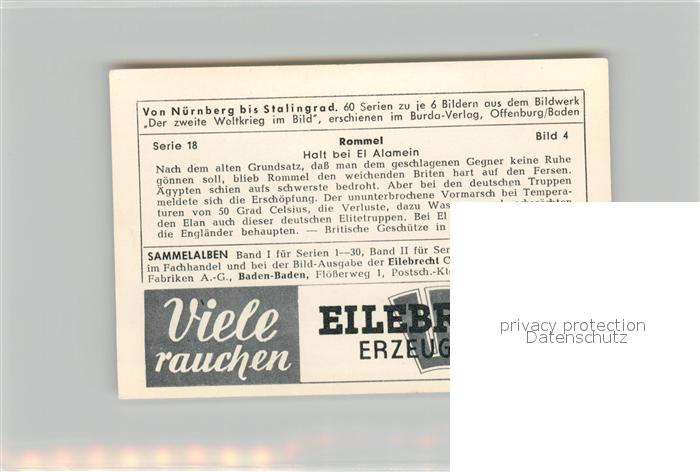 Von Nürnberg bis Stalingrad. 60 Serien zu je 6 Bildern aus dem Bildwerk
„Der zweite Weltkrieg im Bild", erschienen im Burda-Verlag, Offenburg/Baden
Serie 18 Rommel Bild 4
Halt bei El Alamein
Nach dem alten Grundsatz, daß man dem geschlagenen Gegner keine Ruhe
gönnen soll, blieb Rommel den weichenden Briten hart auf den Fersen.
Ägypten schien aufs schwerste bedroht. Aber bei den deutschen Truppen
meldete sich die Erschöpfung. Der ununterbrochene Vormarsch bei Tempera-
turen von 50 Grad Celsius, die Verluste, dazu
den Elan auch dieser deutschen Elitetruppen. Bei El
die Engländer behaupten. — Britische Geschütze in
SAMMELALBEN Band I für Serien 1—30, Band II für
im Fachhandel und bei der Bild-Ausgabe der Eilebrecht
Fabriken A.-G., Baden-Baden, Flößerweg 1,
Viele
rauchen
EILEBR
ERZEUG
privacy protection
Datenschutz